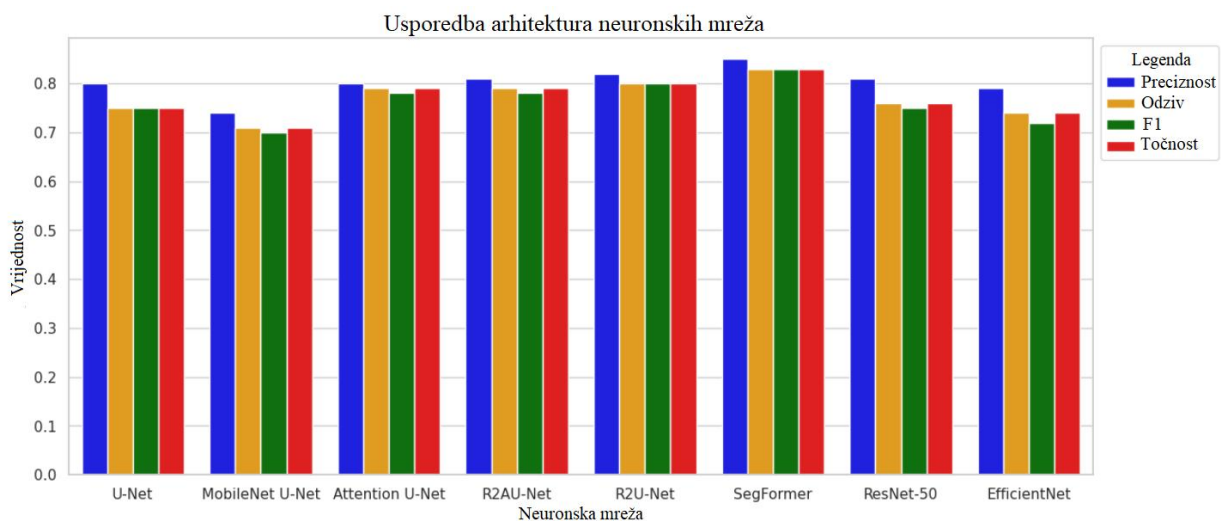 Usporedba arhitektura neuronskih mreža
Legenda
Preciznost
Odziv
F1
Točnost
Vrijednost
0.8
0.7
0.6
0.5
0.4
0.3
0.2
0.1
0.0
U-Net
MobileNet U-Net
Attention U-Net
R2AU-Net
R2U-Net
SegFormer
ResNet-50
EfficientNet
Neuronska mreža